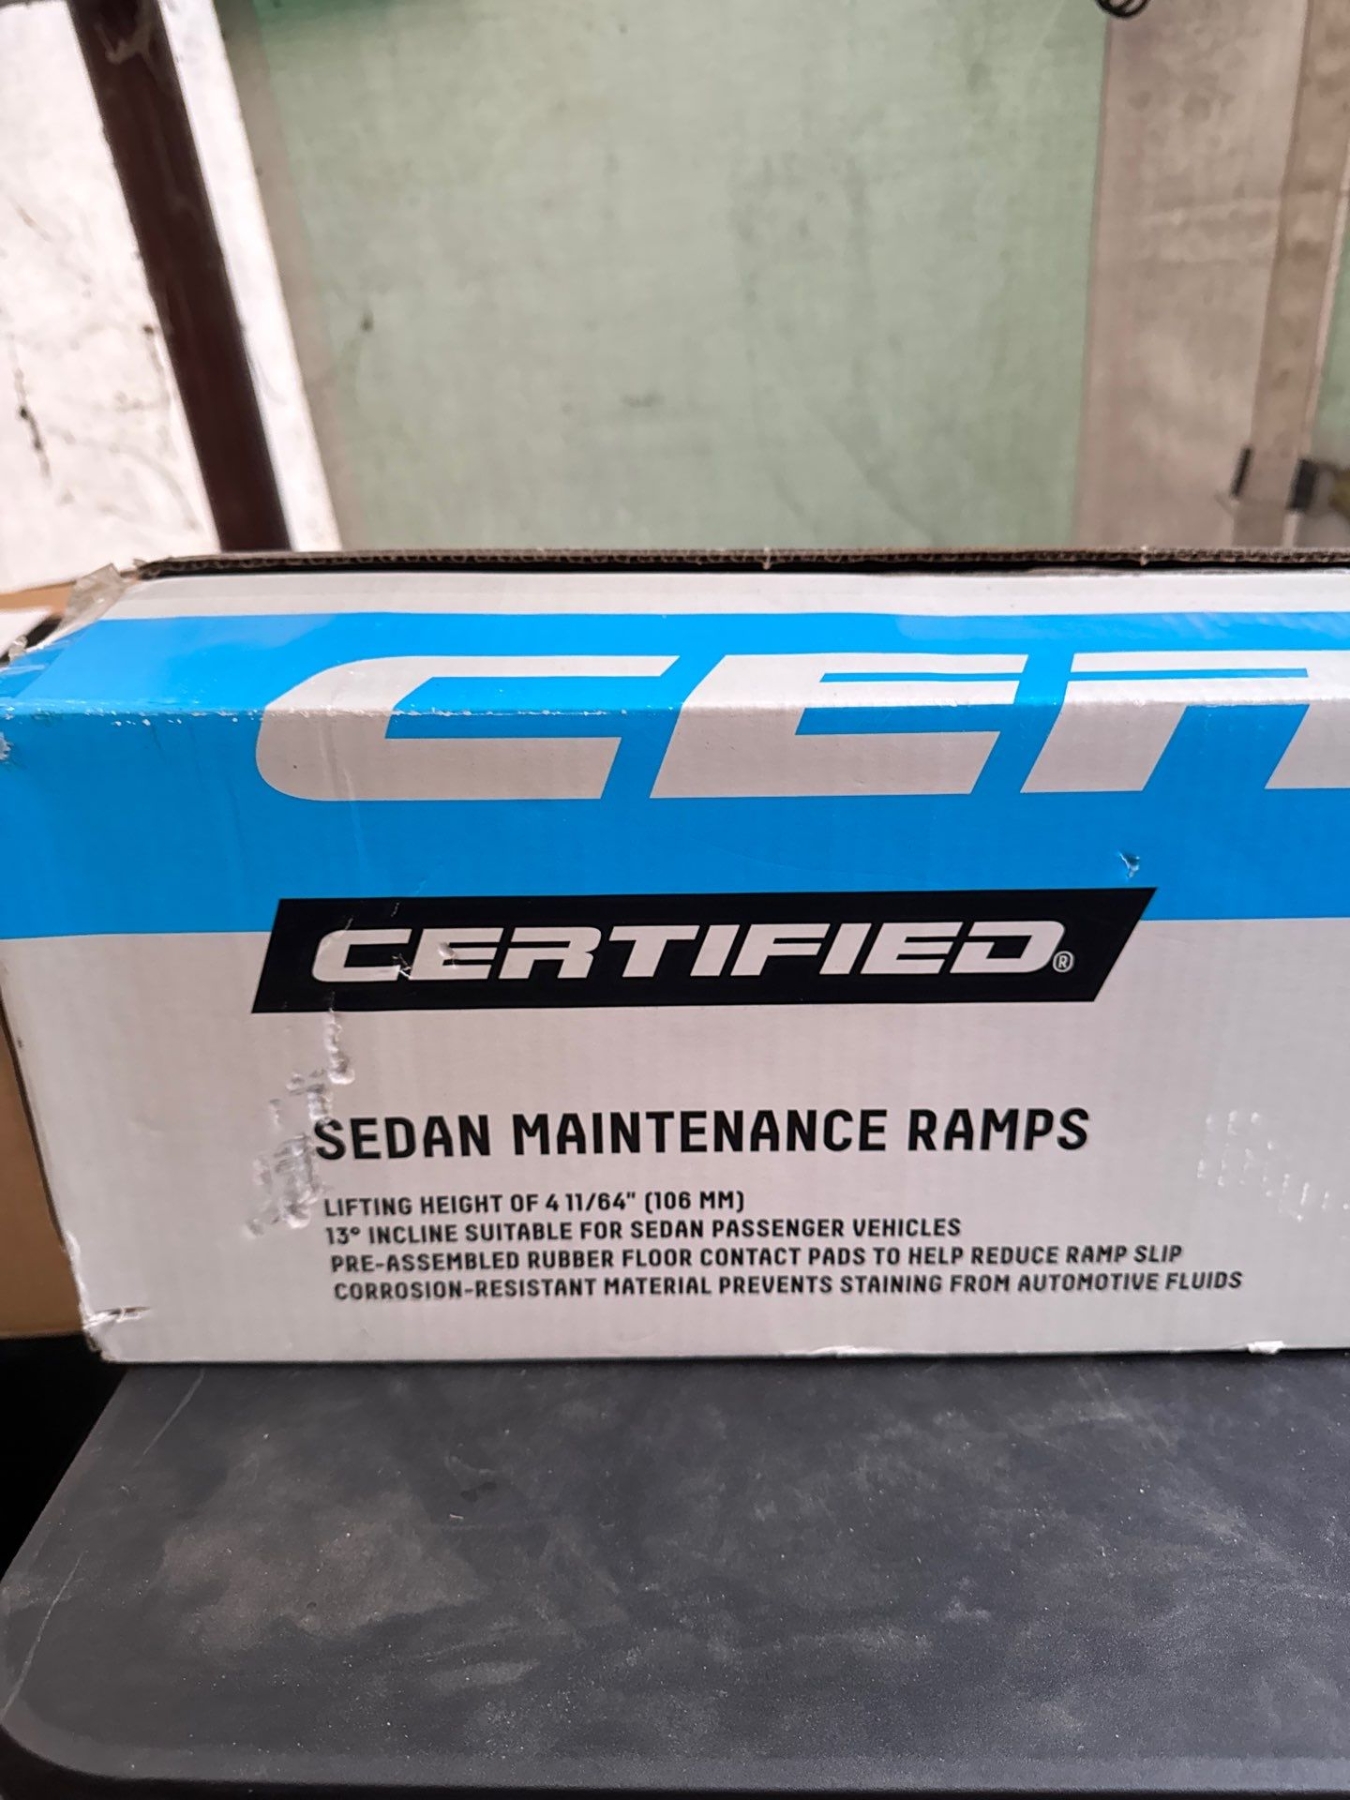 CER
CERTIFIED®
SEDAN MAINTENANCE RAMPS
LIFTING HEIGHT OF 4 11/64" (106 MM)
13° INCLINE SUITABLE FOR SEDAN PASSENGER VEHICLES
PRE-ASSEMBLED RUBBER FLOOR CONTACT PADS TO HELP REDUCE RAMP SLIP
CORROSION-RESISTANT MATERIAL PREVENTS STAINING FROM AUTOMOTIVE FLUIDS